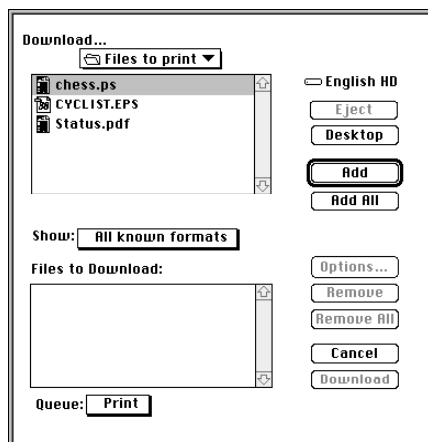 Download...
Files to print
chess.ps
CYCLIST.EPS
Status.pdf
English HD
Eject
Desktop
Add
Add All
Show: All known formats
Files to Download:
Options...
Remove
Remove All
Cancel
Download
Queue: Print